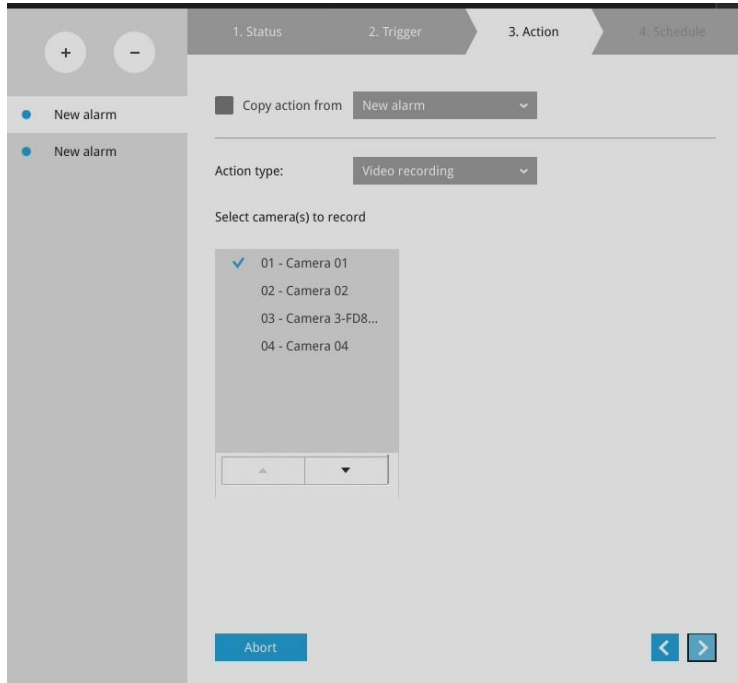 1. Status
2. Trigger
3. Action
4. Schedule
+
−
New alarm
New alarm
Copy action from
New alarm
Action type:
Video recording
Select camera(s) to record
01 - Camera 01
02 - Camera 02
03 - Camera 3-FD8...
04 - Camera 04
Abort